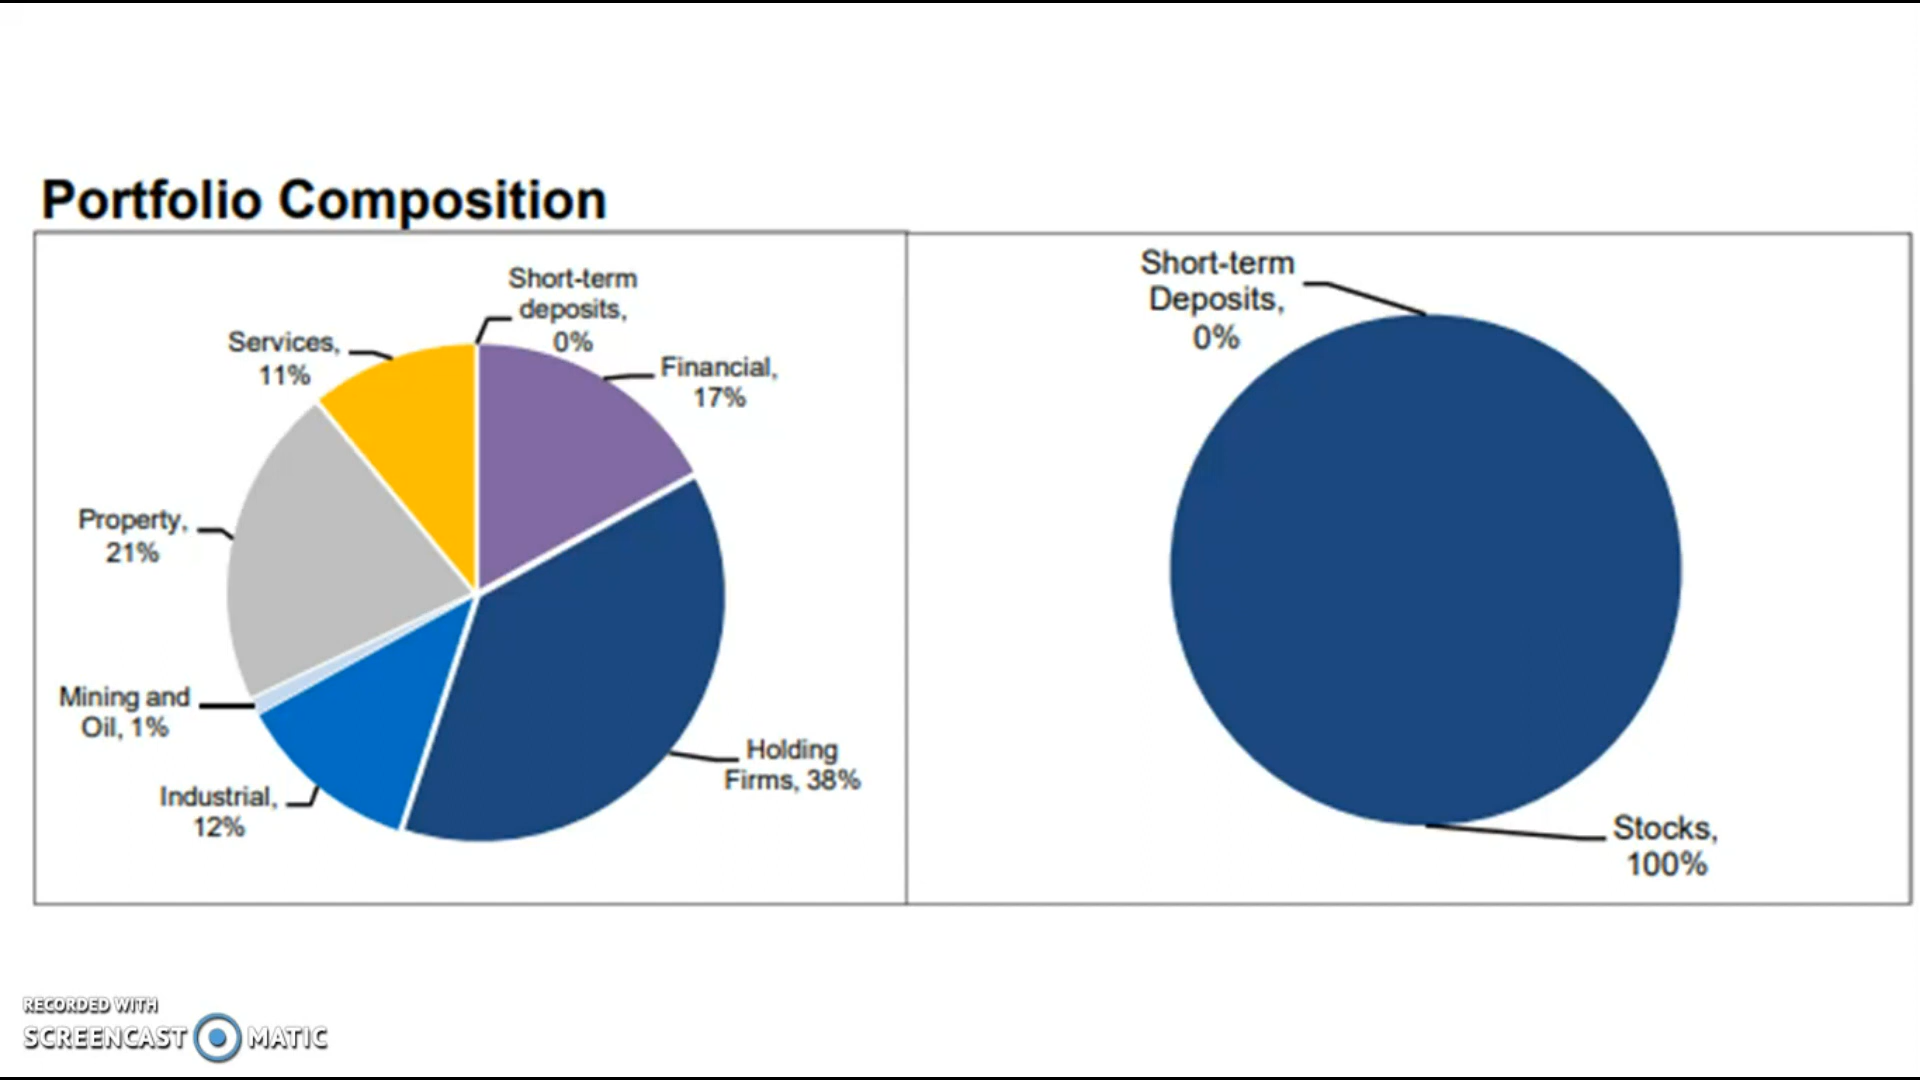 Portfolio Composition
Short-term
deposits,
0%
Services,
11%
Financial,
17%
Property,
21%
Mining and
Oil, 1%
Industrial,
12%
Holding
Firms, 38%
Short-term
Deposits,
0%
Stocks,
100%
RECORDED WITH
SCREENCAST MATIC